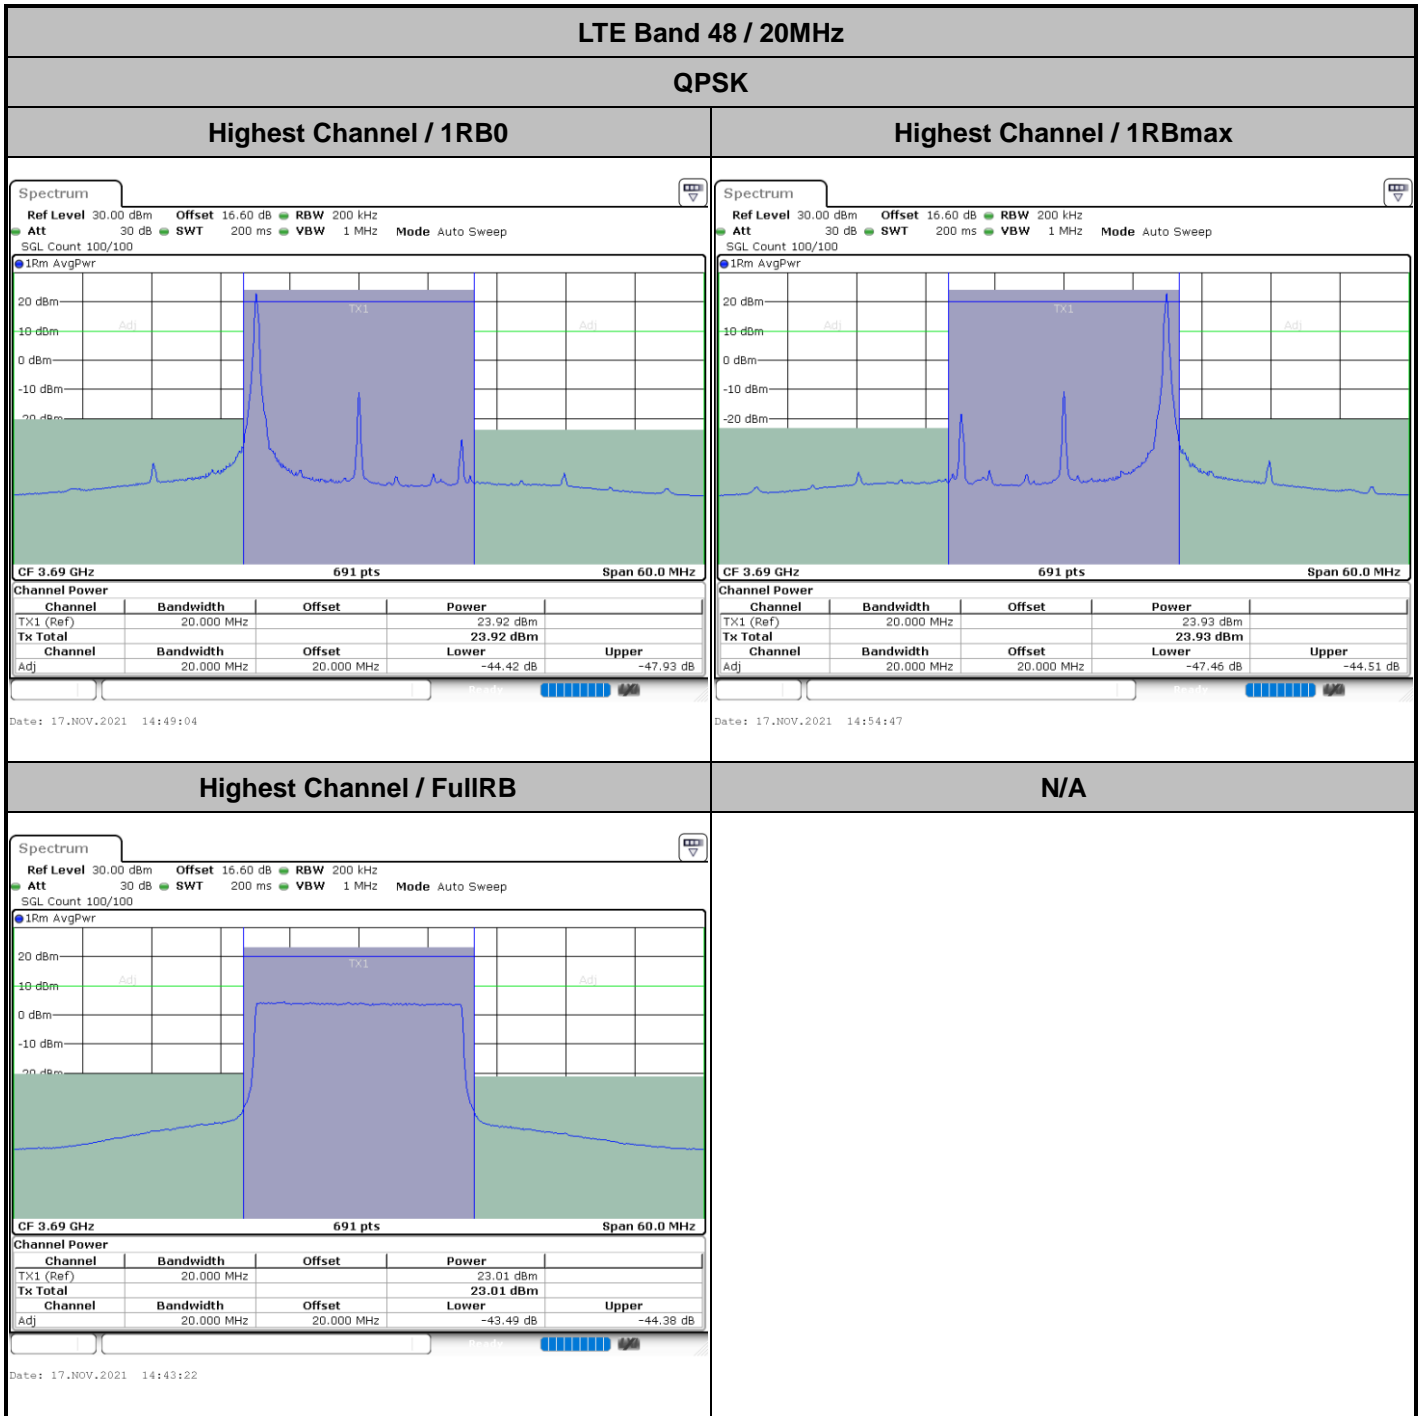 LTE Band 48 / 20MHz
QPSK
Highest Channel / 1RB0
Highest Channel / 1RBmax
Spectrum
Ref Level 30.00 dBm Offset 16.60 dB RBW 200 kHz
Att 30 dB SWT 200 ms VBW 1 MHz Mode Auto Sweep
SGL Count 100/100
1Rm AvgPwr
TX1
Adj
Adj
20 dBm
10 dBm
0 dBm
-10 dBm
-20 dBm
CF 3.69 GHz 691 pts Span 60.0 MHz
Channel Power
Channel Bandwidth Offset Power
TX1 (Ref) 20.000 MHz 23.92 dBm
Tx Total 23.92 dBm
Channel Bandwidth Offset Lower Upper
Adj 20.000 MHz 20.000 MHz -44.42 dB -47.93 dB
Ready
Date: 17.NOV.2021 14:49:04
Spectrum
Ref Level 30.00 dBm Offset 16.60 dB RBW 200 kHz
Att 30 dB SWT 200 ms VBW 1 MHz Mode Auto Sweep
SGL Count 100/100
1Rm AvgPwr
TX1
Adj
Adj
20 dBm
10 dBm
0 dBm
-10 dBm
-20 dBm
CF 3.69 GHz 691 pts Span 60.0 MHz
Channel Power
Channel Bandwidth Offset Power
TX1 (Ref) 20.000 MHz 23.93 dBm
Tx Total 23.93 dBm
Channel Bandwidth Offset Lower Upper
Adj 20.000 MHz 20.000 MHz -47.46 dB -44.51 dB
Ready
Date: 17.NOV.2021 14:54:47
Highest Channel / FullRB
N/A
Spectrum
Ref Level 30.00 dBm Offset 16.60 dB RBW 200 kHz
Att 30 dB SWT 200 ms VBW 1 MHz Mode Auto Sweep
SGL Count 100/100
1Rm AvgPwr
TX1
Adj
Adj
20 dBm
10 dBm
0 dBm
-10 dBm
-20 dBm
CF 3.69 GHz 691 pts Span 60.0 MHz
Channel Power
Channel Bandwidth Offset Power
TX1 (Ref) 20.000 MHz 23.01 dBm
Tx Total 23.01 dBm
Channel Bandwidth Offset Lower Upper
Adj 20.000 MHz 20.000 MHz -43.49 dB -44.38 dB
Ready
Date: 17.NOV.2021 14:43:22